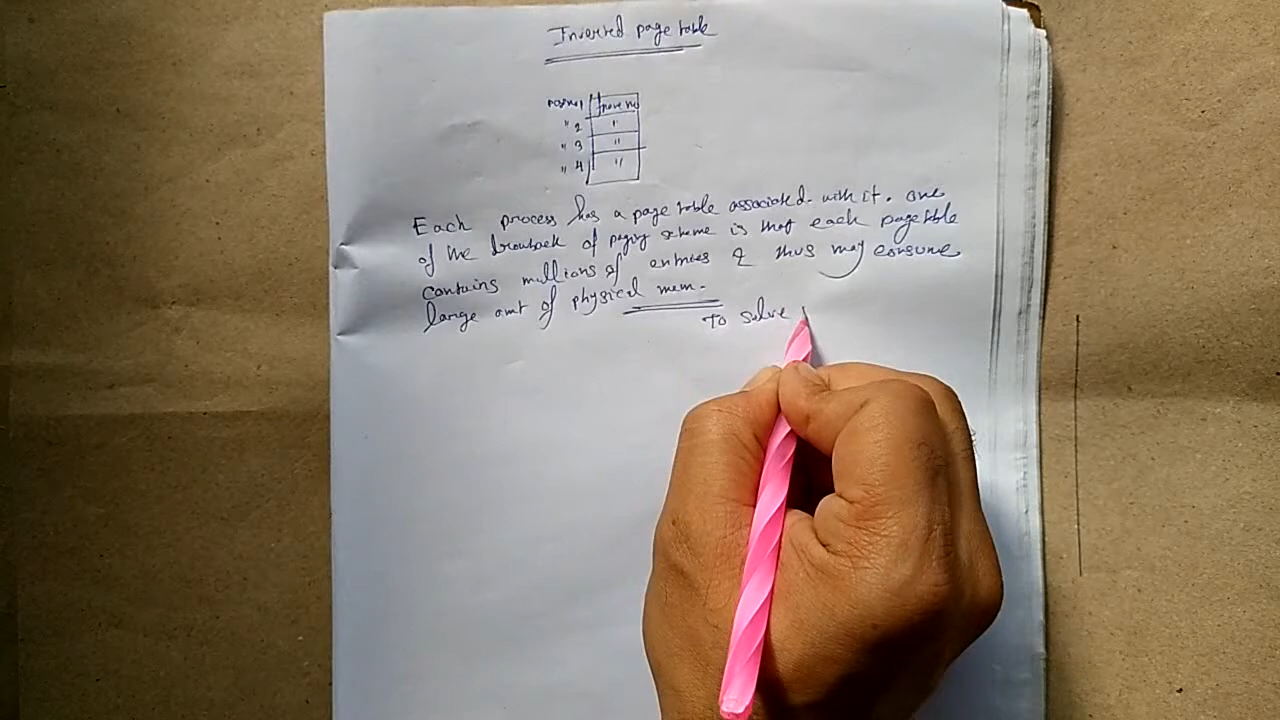 Inverted page table
Pageno1 frame no
" 2 "
" 3 "
" 4 "
Each process has a page table associated with it. one
of the drawback of paging scheme is that each page table
contains millions of entries & thus may consume
large amt of physical mem.
To solve